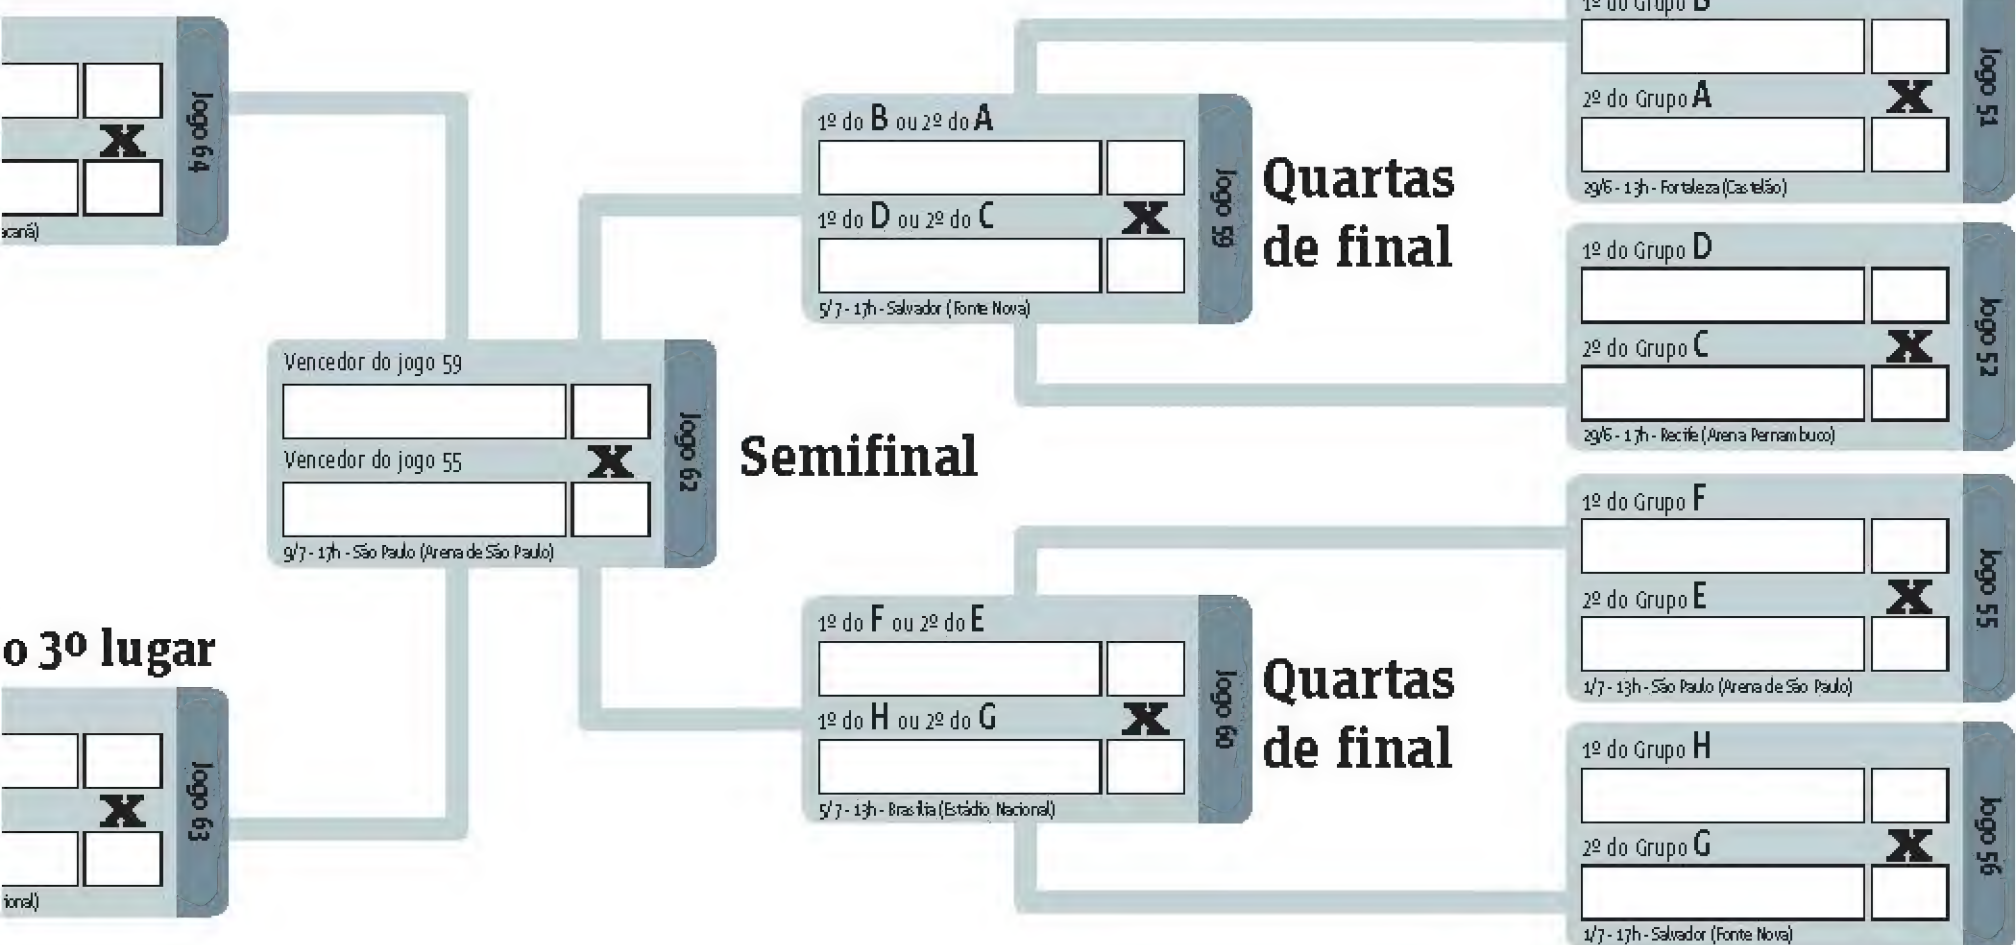 Jogo 64
X
acanã)
o 3º lugar
Jogo 63
X
ional)
Vencedor do jogo 59
Jogo 62
Vencedor do jogo 55
X
9/7 - 17h - São Paulo (Arena de São Paulo)
Semifinal
1º do B ou 2º do A
Jogo 59
1º do D ou 2º do C
X
5/7 - 17h - Salvador (Fonte Nova)
Quartas
de final
1º do F ou 2º do E
Jogo 60
1º do H ou 2º do G
X
5/7 - 13h - Brasília (Estádio Nacional)
Quartas
de final
1º do Grupo B
Jogo 51
2º do Grupo A
X
29/6 - 13h - Fortaleza (Castelão)
1º do Grupo D
Jogo 52
2º do Grupo C
X
29/6 - 17h - Recife (Arena Pernambuco)
1º do Grupo F
Jogo 55
2º do Grupo E
X
1/7 - 13h - São Paulo (Arena de São Paulo)
1º do Grupo H
Jogo 56
2º do Grupo G
X
1/7 - 17h - Salvador (Fonte Nova)